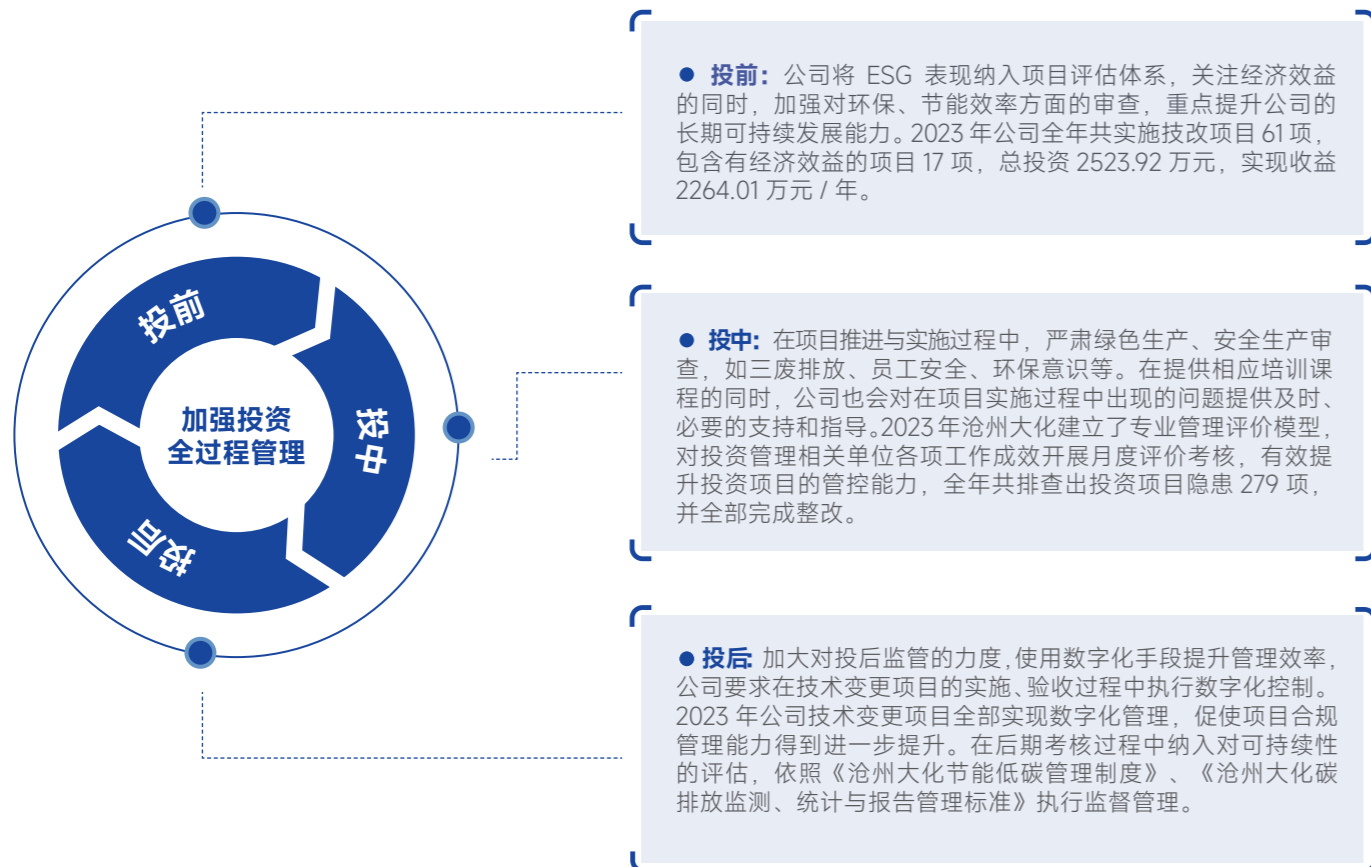 投前
投中
投后
加强投资
全过程管理
● 投前：公司将 ESG 表现纳入项目评估体系，关注经济效益
的同时，加强对环保、节能效率方面的审查，重点提升公司的
长期可持续发展能力。2023 年公司全年共实施技改项目 61 项，
包含有经济效益的项目 17 项，总投资 2523.92 万元，实现收益
2264.01 万元 / 年。
● 投中：在项目推进与实施过程中，严肃绿色生产、安全生产审
查，如三废排放、员工安全、环保意识等。在提供相应培训课
程的同时，公司也会对在项目实施过程中出现的问题提供及时、
必要的支持和指导。2023 年沧州大化建立了专业管理评价模型，
对投资管理相关单位各项工作成效开展月度评价考核，有效提
升投资项目的管控能力，全年共排查出投资项目隐患 279 项，
并全部完成整改。
● 投后：加大对投后监管的力度，使用数字化手段提升管理效率，
公司要求在技术变更项目的实施、验收过程中执行数字化控制。
2023 年公司技术变更项目全部实现数字化管理，促使项目合规
管理能力得到进一步提升。在后期考核过程中纳入对可持续性
的评估，依照《沧州大化节能低碳管理制度》、《沧州大化碳
排放监测、统计与报告管理标准》执行监督管理。